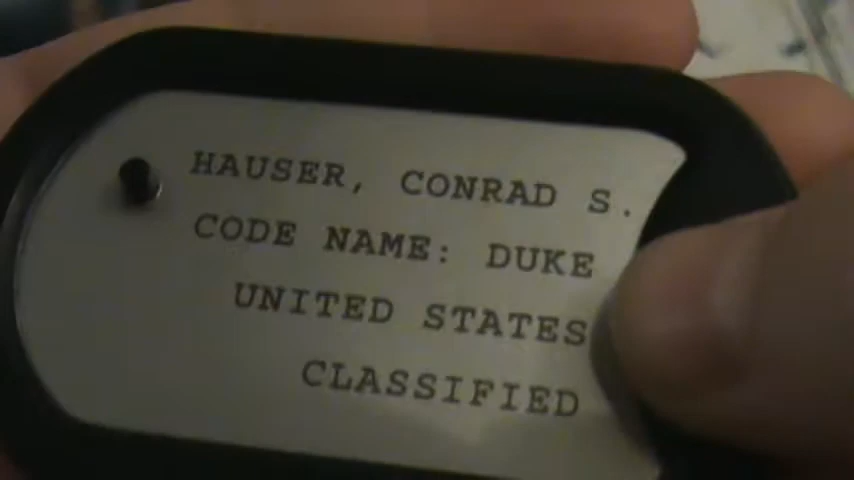 HAUSER, CONRAD S.
CODE NAME: DUKE
UNITED STATES
CLASSIFIED